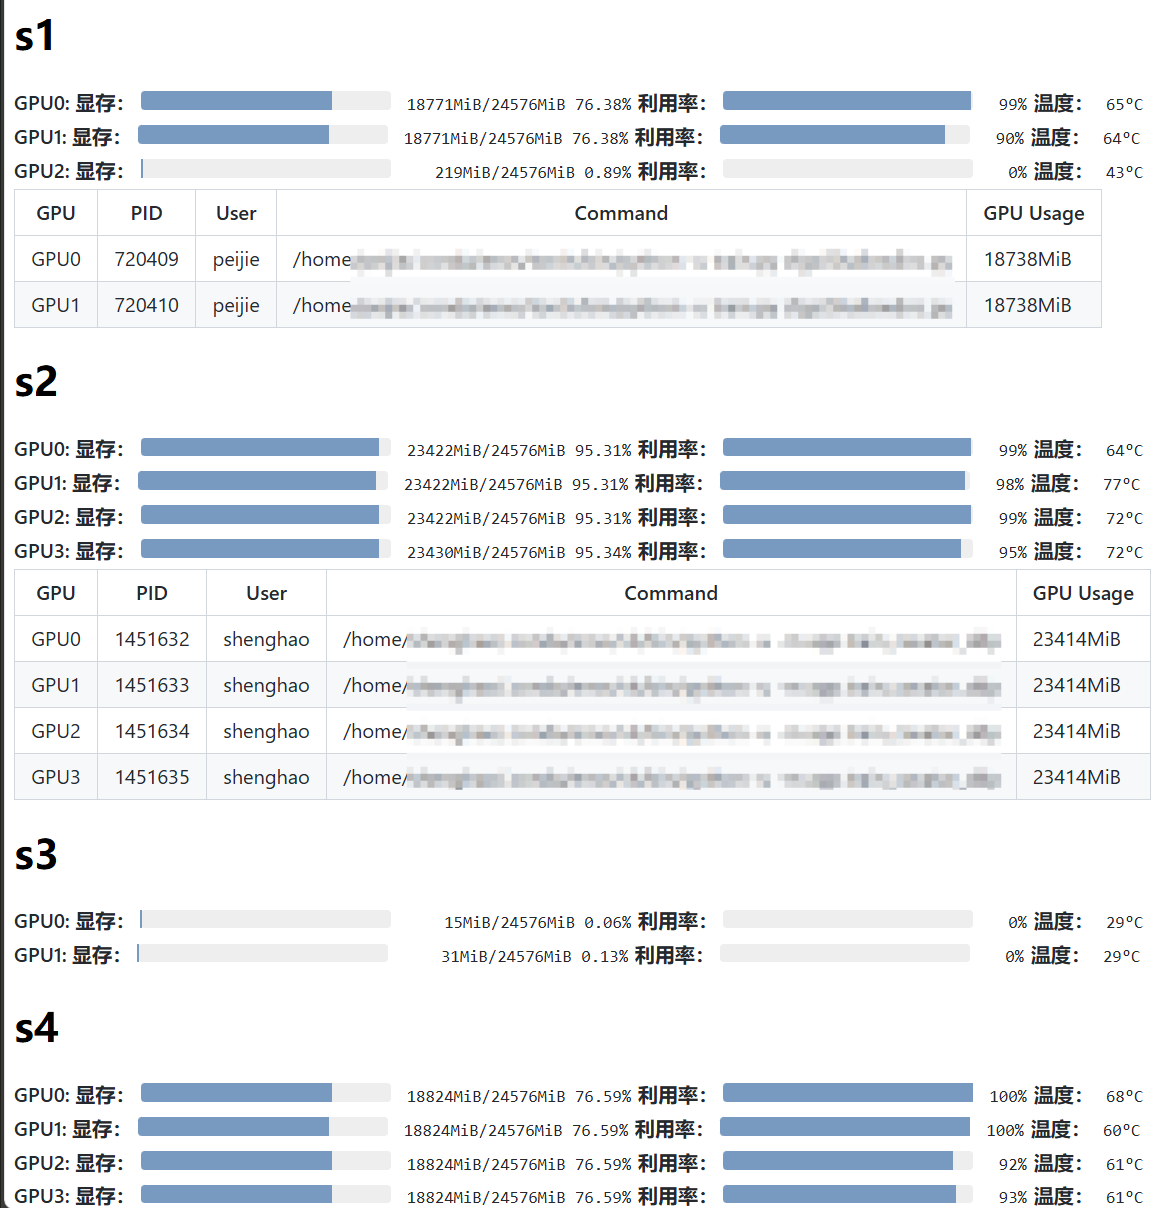 s1
GPU0: 显存： 18771MiB/24576MiB 76.38% 利用率： 99% 温度： 65°C
GPU1: 显存： 18771MiB/24576MiB 76.38% 利用率： 90% 温度： 64°C
GPU2: 显存： 219MiB/24576MiB 0.89% 利用率： 0% 温度： 43°C
GPU PID User Command GPU Usage
GPU0 720409 peijie /home 18738MiB
GPU1 720410 peijie /home 18738MiB
s2
GPU0: 显存： 23422MiB/24576MiB 95.31% 利用率： 99% 温度： 64°C
GPU1: 显存： 23422MiB/24576MiB 95.31% 利用率： 98% 温度： 77°C
GPU2: 显存： 23422MiB/24576MiB 95.31% 利用率： 99% 温度： 72°C
GPU3: 显存： 23430MiB/24576MiB 95.34% 利用率： 95% 温度： 72°C
GPU PID User Command GPU Usage
GPU0 1451632 shenghao /home/ 23414MiB
GPU1 1451633 shenghao /home/ 23414MiB
GPU2 1451634 shenghao /home/ 23414MiB
GPU3 1451635 shenghao /home/ 23414MiB
s3
GPU0: 显存： 15MiB/24576MiB 0.06% 利用率： 0% 温度： 29°C
GPU1: 显存： 31MiB/24576MiB 0.13% 利用率： 0% 温度： 29°C
s4
GPU0: 显存： 18824MiB/24576MiB 76.59% 利用率： 100% 温度： 68°C
GPU1: 显存： 18824MiB/24576MiB 76.59% 利用率： 100% 温度： 60°C
GPU2: 显存： 18824MiB/24576MiB 76.59% 利用率： 92% 温度： 61°C
GPU3: 显存： 18824MiB/24576MiB 76.59% 利用率： 93% 温度： 61°C